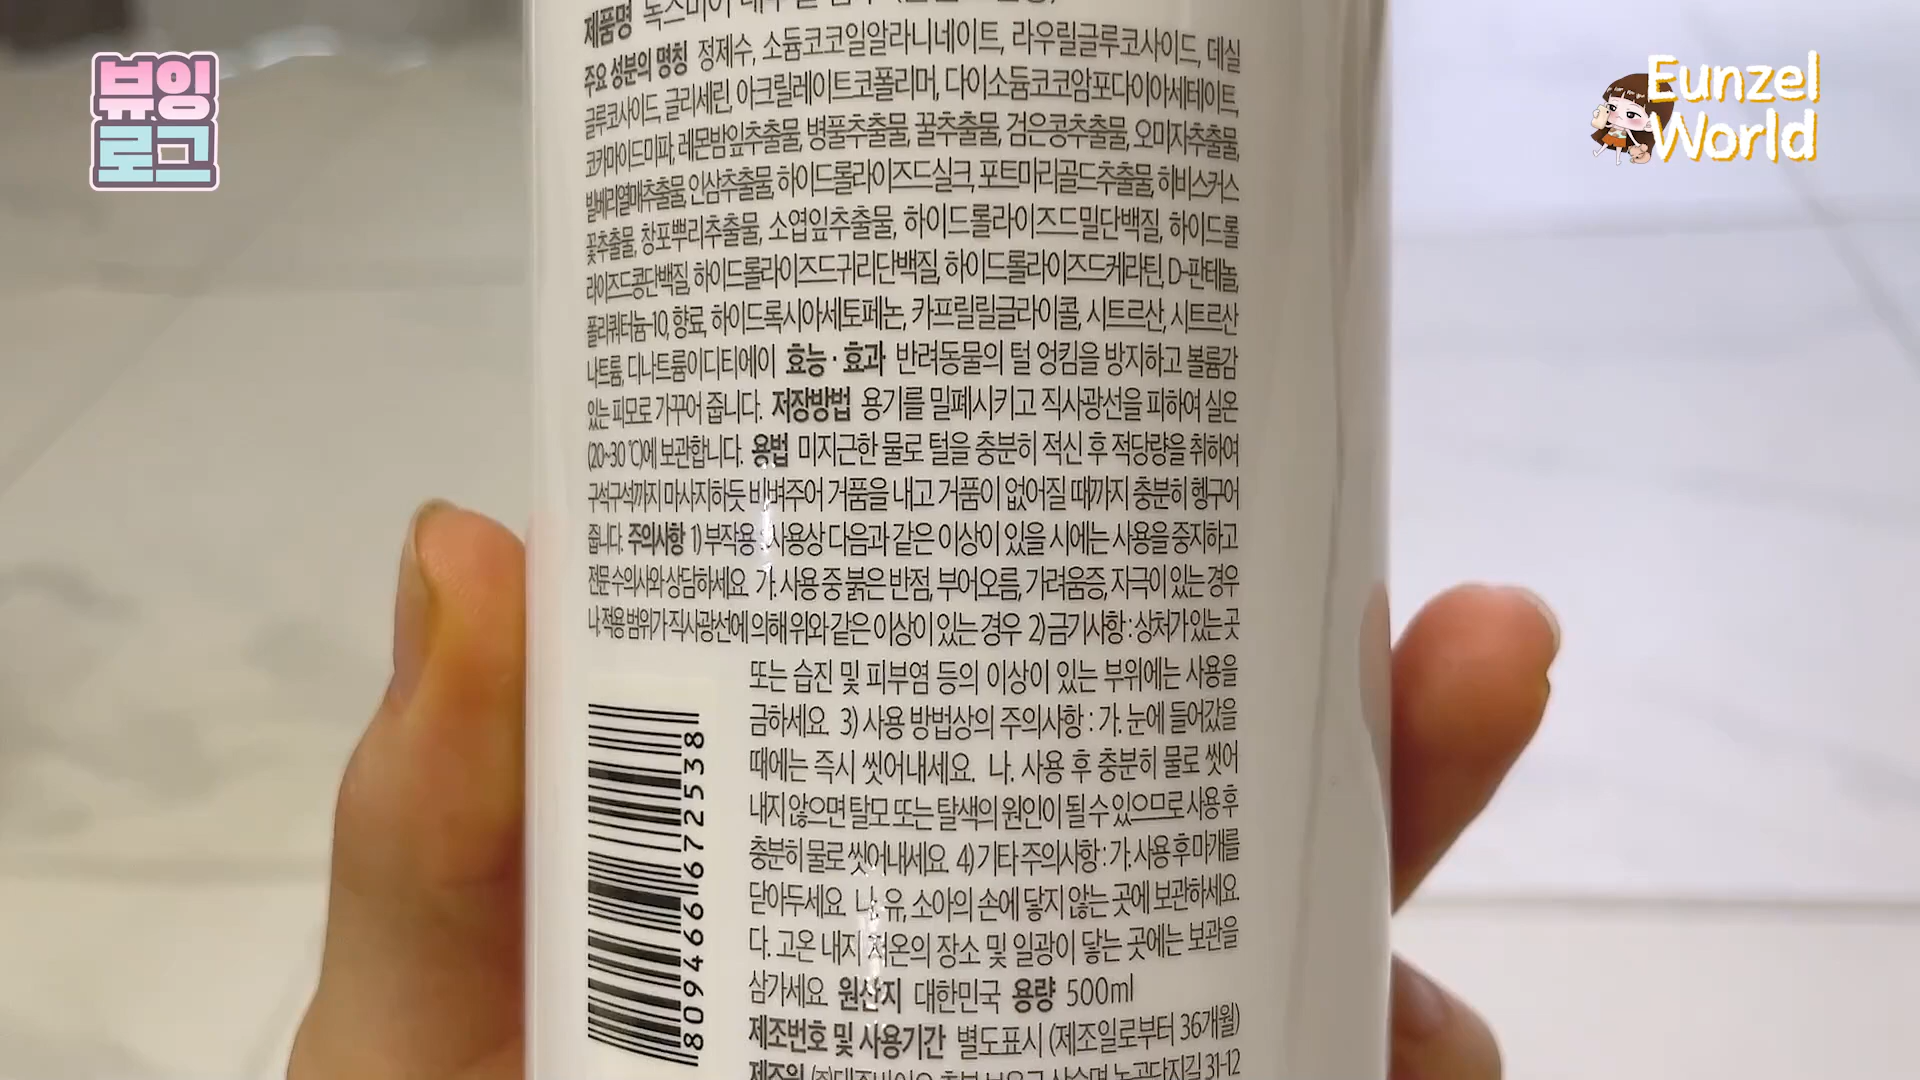 뷰잉
로그
Eunzel
World
제품명 녹스미어
주요 성분의 명칭 정제수, 소듐코코일알라니네이트, 라우릴글루코사이드, 데실
글루코사이드, 글리세린, 아크릴레이트코폴리머, 다이소듐코코암포다이아세테이트,
코카마이드미파, 레몬밤잎추출물, 병풀추출물, 꿀추출물, 검은콩추출물, 오미자추출물,
빌베리열매추출물, 인삼추출물, 하이드롤라이즈드실크, 포트마리골드추출물, 히비스커스
꽃추출물, 창포뿌리추출물, 소엽잎추출물, 하이드롤라이즈드밀단백질, 하이드롤
라이즈드콩단백질, 하이드롤라이즈드귀리단백질, 하이드롤라이즈드케라틴, D-판테놀,
폴리쿼터늄-10, 향료, 하이드록시아세토페논, 카프릴릴글라이콜, 시트르산, 시트르산
나트륨, 디나트륨이디티에이 효능·효과 반려동물의 털 엉킴을 방지하고 볼륨감
있는 피모로 가꾸어 줍니다. 저장방법 용기를 밀폐시키고 직사광선을 피하여 실온
(20~30℃)에 보관합니다. 용법 미지근한 물로 털을 충분히 적신 후 적당량을 취하여
구석구석까지 마사지하듯 비벼주어 거품을 내고 거품이 없어질 때까지 충분히 헹구어
줍니다. 주의사항 1) 부작용 : 사용상 다음과 같은 이상이 있을 시에는 사용을 중지하고
전문 수의사와 상담하세요. 가. 사용 중 붉은 반점, 부어오름, 가려움증, 자극이 있는 경우
나. 적용 범위가 직사광선에 의해 위와 같은 이상이 있는 경우 2) 금기사항 : 상처가 있는 곳
또는 습진 및 피부염 등의 이상이 있는 부위에는 사용을
금하세요. 3) 사용 방법상의 주의사항 : 가. 눈에 들어갔을
때에는 즉시 씻어내세요. 나. 사용 후 충분히 물로 씻어
내지 않으면 탈모 또는 탈색의 원인이 될 수 있으므로 사용 후
충분히 물로 씻어내세요. 4) 기타 주의사항 : 가. 사용 후 마개를
닫아두세요. 나. 유, 소아의 손에 닿지 않는 곳에 보관하세요.
다. 고온 내지 저온의 장소 및 일광이 닿는 곳에는 보관을
삼가세요. 원산지 대한민국 용량 500ml
제조번호 및 사용기간 별도표시 (제조일로부터 36개월)
제조원 31-12
809466672538